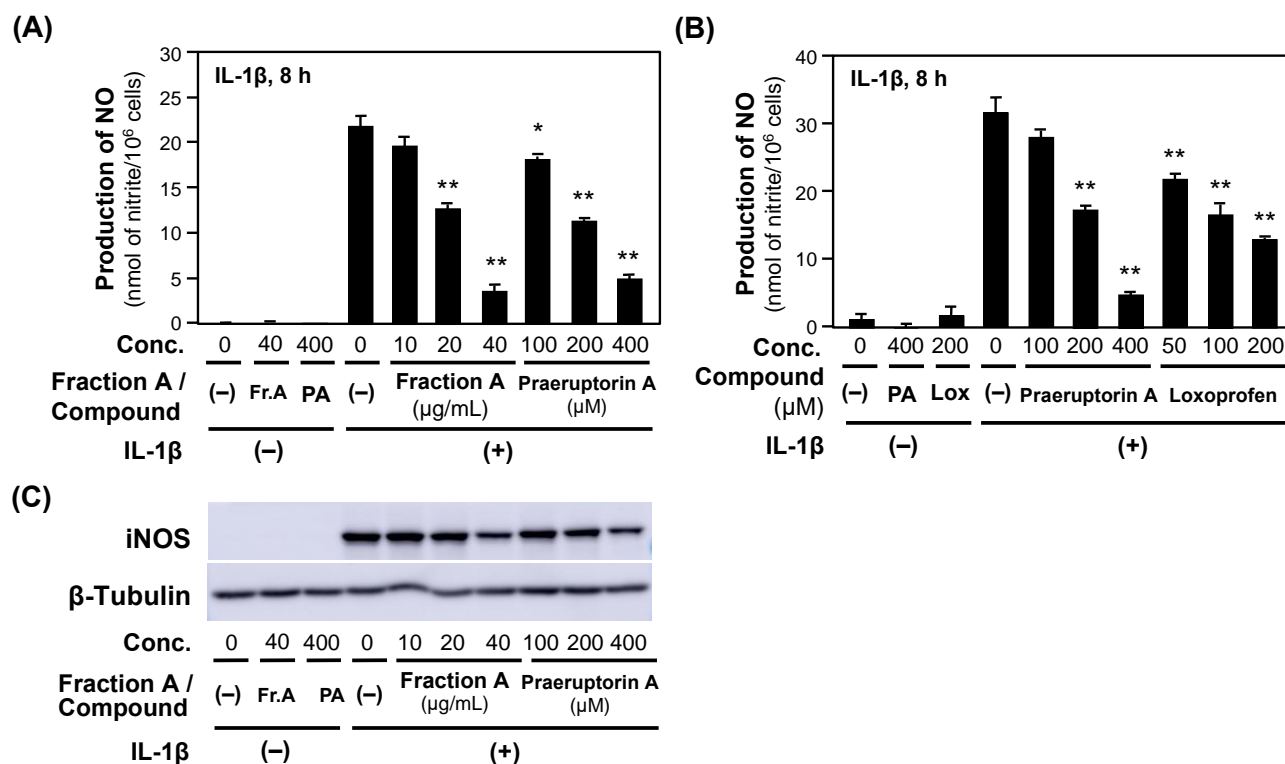 (A)
Production of NO
(nmol of nitrite/10⁶ cells)
30
25
20
15
10
5
0
IL-1β, 8 h
**
**
*
**
**
Conc. 0 40 400 0 10 20 40 100 200 400
Fraction A / Compound
(–) Fr.A PA (–) Fraction A (µg/mL) Praeruptorin A (µM)
IL-1β (–) (+)
(B)
Production of NO
(nmol of nitrite/10⁶ cells)
40
30
20
10
0
IL-1β, 8 h
**
**
**
**
**
Conc. 0 400 200 0 100 200 400 50 100 200
Compound (µM)
(–) PA Lox (–) Praeruptorin A Loxoprofen
IL-1β (–) (+)
(C)
iNOS
β-Tubulin
Conc. 0 40 400 0 10 20 40 100 200 400
Fraction A / Compound
(–) Fr.A PA (–) Fraction A (µg/mL) Praeruptorin A (µM)
IL-1β (–) (+)